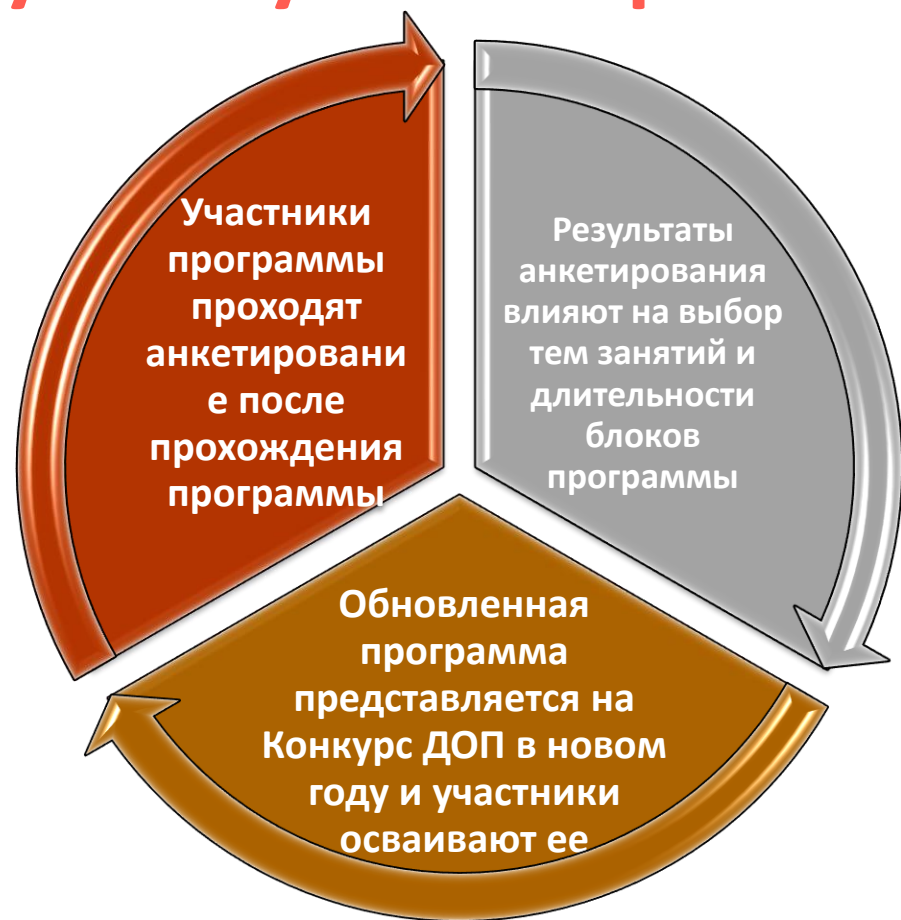 Участники
программы
проходят
анкетировани
е после
прохождения
программы
Результаты
анкетирования
влияют на выбор
тем занятий и
длительности
блоков
программы
Обновленная
программа
представляется на
Конкурс ДОП в новом
году и участники
осваивают ее